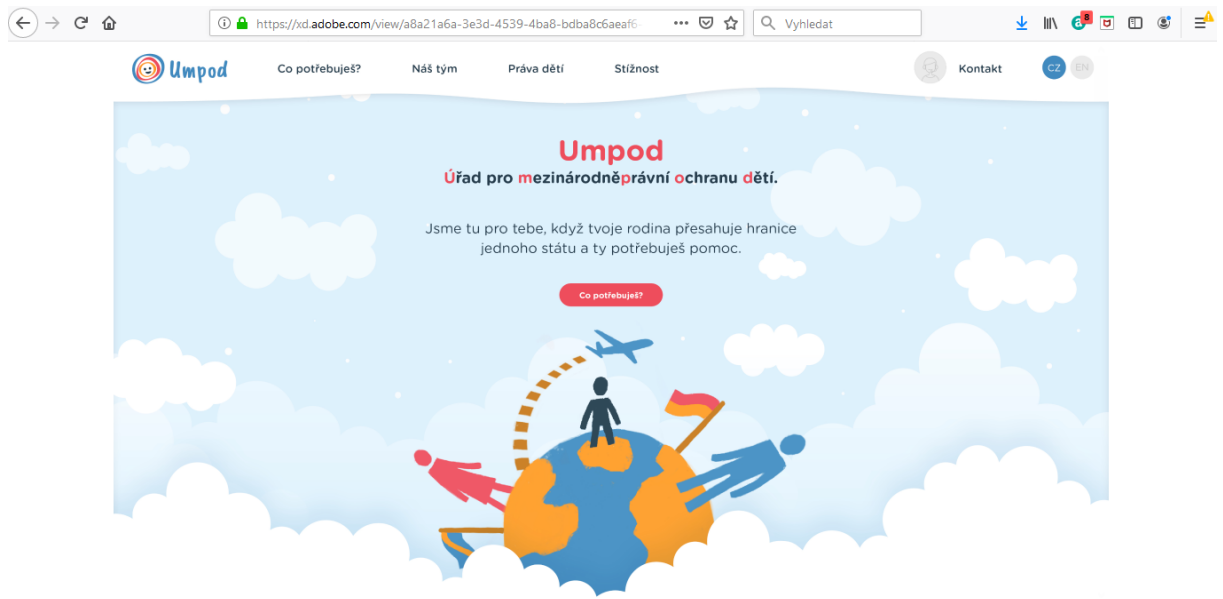 https://xd.adobe.com/view/a8a21a6a-3e3d-4539-4ba8-bdba8c6aeaf6
Vyhledat
8
Umpod
Co potřebuješ?
Náš tým
Práva dětí
Stížnost
Kontakt
CZ
EN
Umpod
Úřad pro mezinárodněprávní ochranu dětí.
Jsme tu pro tebe, když tvoje rodina přesahuje hranice
jednoho státu a ty potřebuješ pomoc.
Co potřebuješ?